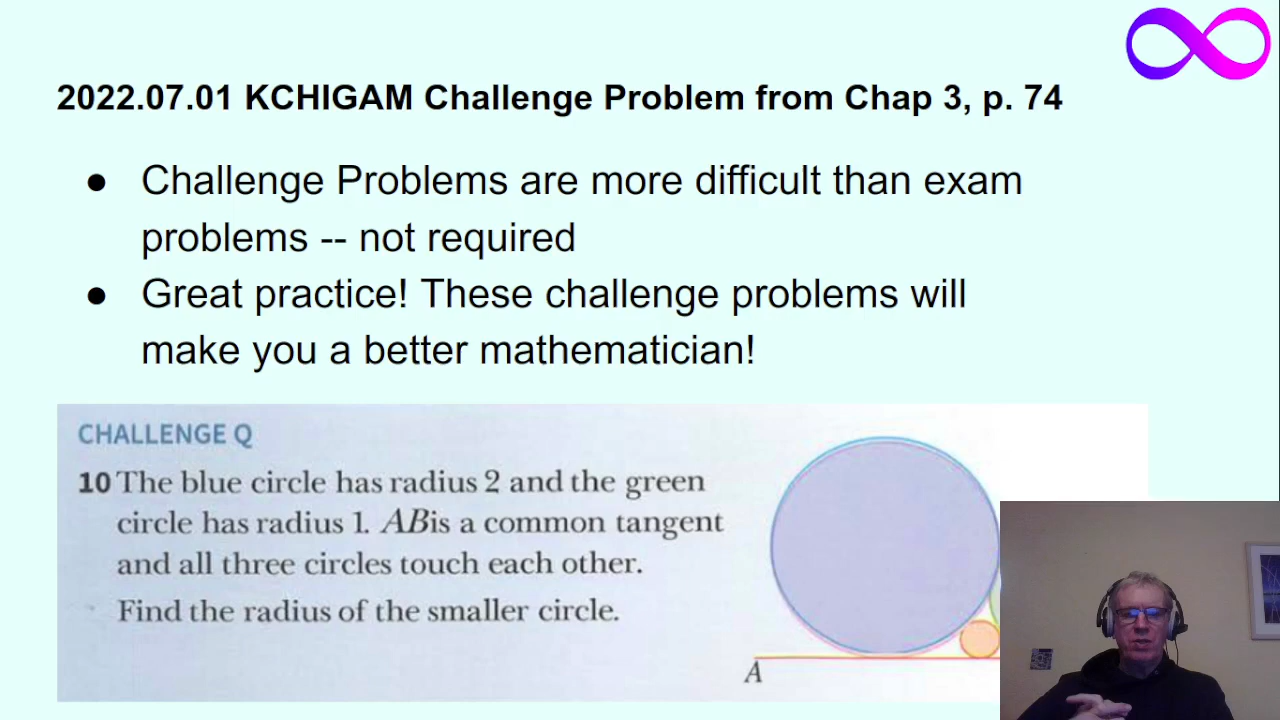 2022.07.01 KCHIGAM Challenge Problem from Chap 3, p. 74
● Challenge Problems are more difficult than exam
problems -- not required
● Great practice! These challenge problems will
make you a better mathematician!
CHALLENGE Q
10 The blue circle has radius 2 and the green
circle has radius 1. AB is a common tangent
and all three circles touch each other.
Find the radius of the smaller circle.
A